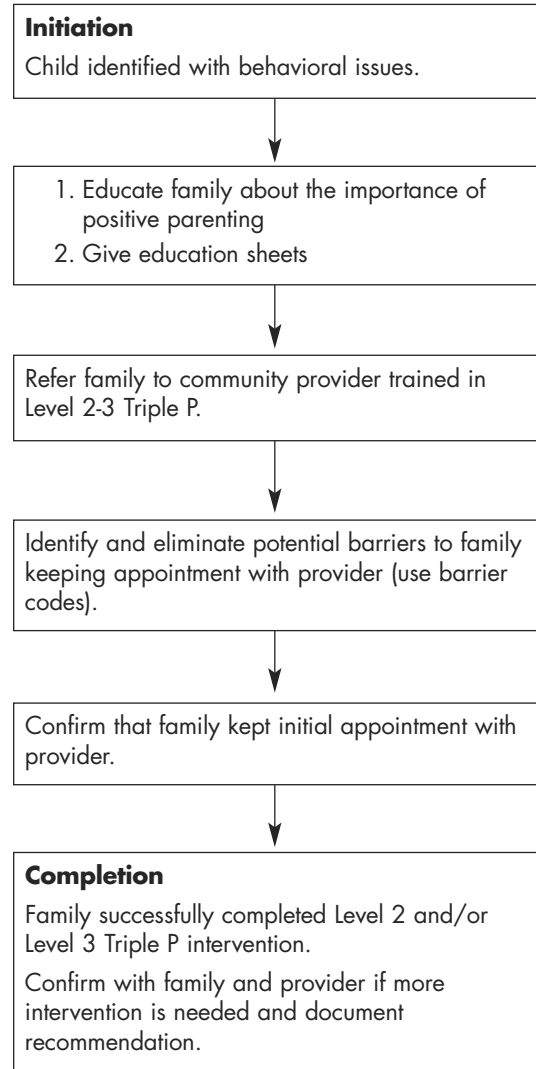 Initiation
Child identified with behavioral issues.
1. Educate family about the importance of
positive parenting
2. Give education sheets
Refer family to community provider trained in
Level 2-3 Triple P.
Identify and eliminate potential barriers to family
keeping appointment with provider (use barrier
codes).
Confirm that family kept initial appointment with
provider.
Completion
Family successfully completed Level 2 and/or
Level 3 Triple P intervention.
Confirm with family and provider if more
intervention is needed and document
recommendation.